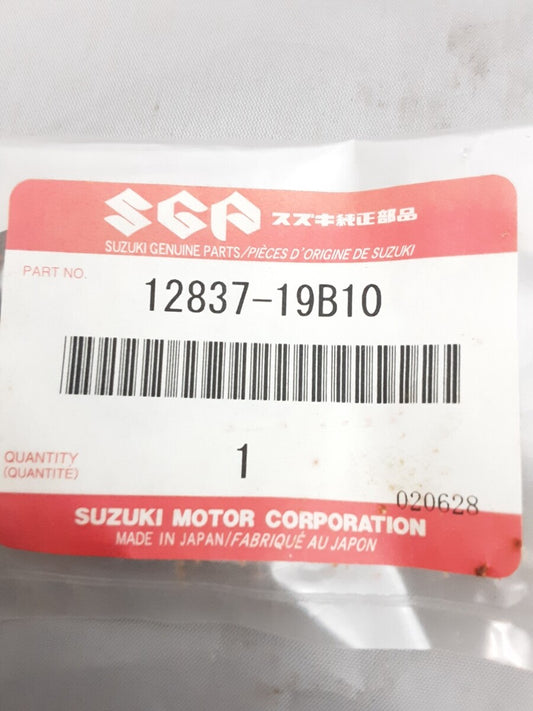 SGP スズキ純正部品
SUZUKI GENUINE PARTS/PIÈCES D'ORIGINE DE SUZUKI
PART NO.
12837-19B10
QUANTITY
(QUANTITÉ)
1
020628
SUZUKI MOTOR CORPORATION
MADE IN JAPAN/FABRIQUÉ AU JAPON